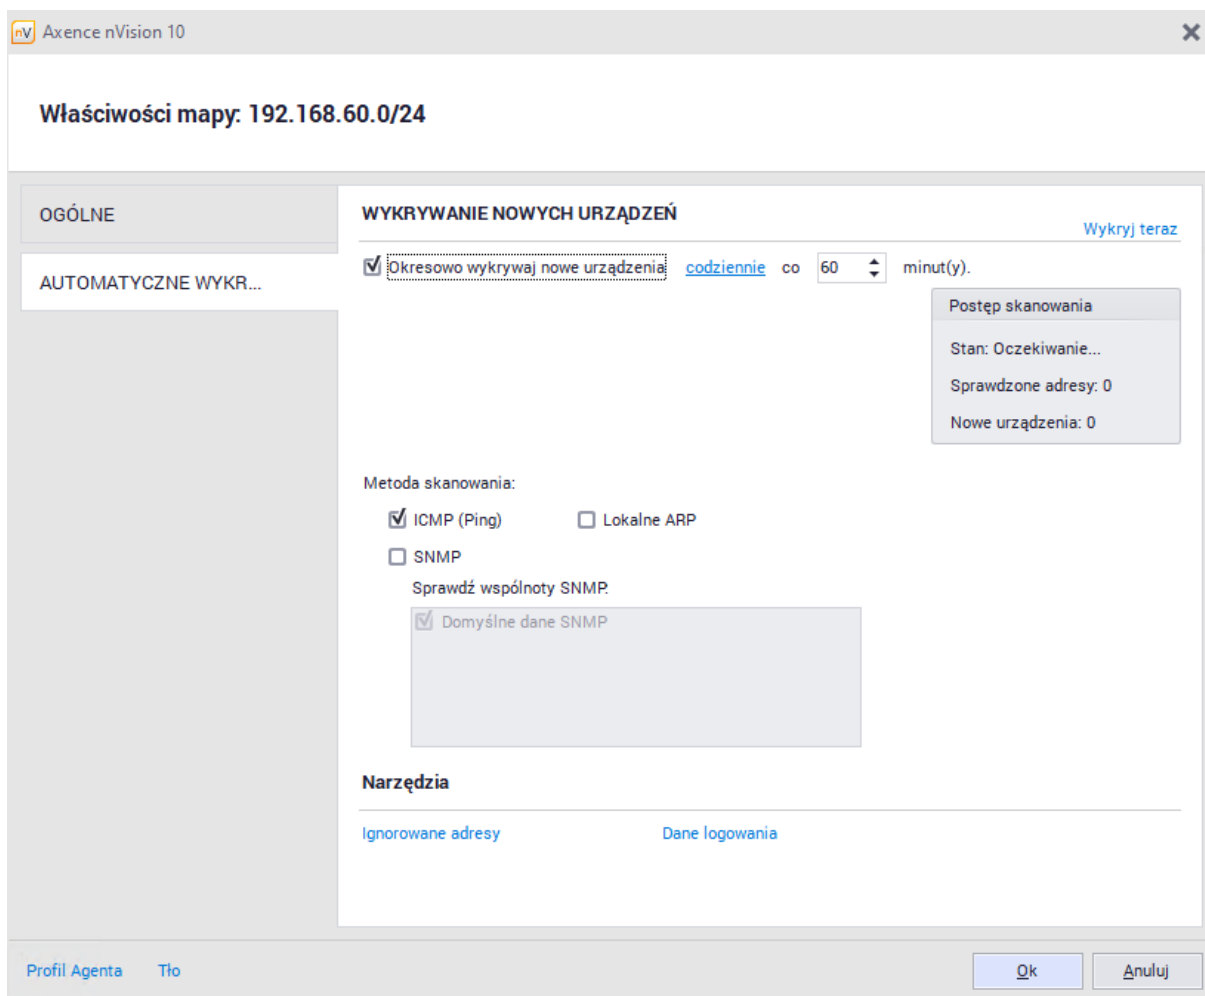 nV Axence nVision 10
Właściwości mapy: 192.168.60.0/24
OGÓLNE
AUTOMATYCZNE WYKR...
WYKRYWANIE NOWYCH URZĄDZEŃ
Wykryj teraz
Okresowo wykrywaj nowe urządzenia codziennie co 60 minut(y).
Postęp skanowania
Stan: Oczekiwanie...
Sprawdzone adresy: 0
Nowe urządzenia: 0
Metoda skanowania:
ICMP (Ping) Lokalne ARP
SNMP
Sprawdź wspólnoty SNMP:
Domyślne dane SNMP
Narzędzia
Ignorowane adresy Dane logowania
Profil Agenta Tło Ok Anuluj